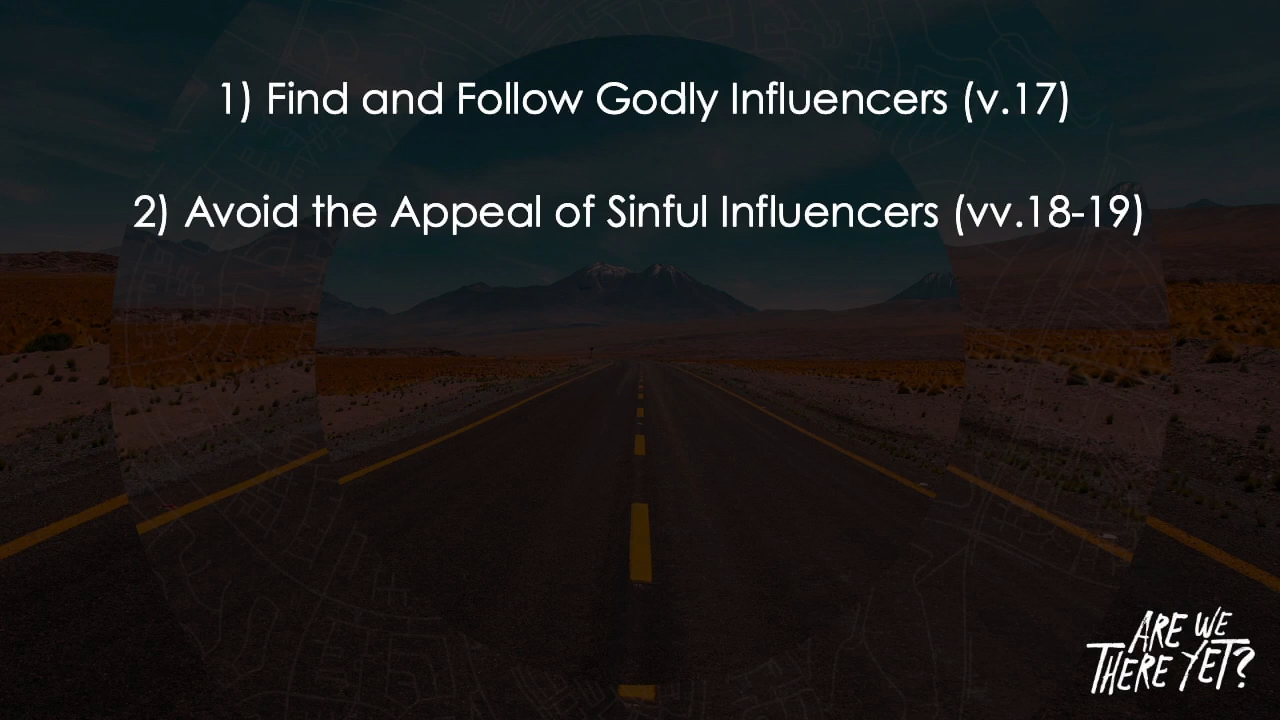 1) Find and Follow Godly Influencers (v.17)
2) Avoid the Appeal of Sinful Influencers (vv.18-19)
ARE WE
THERE YET?